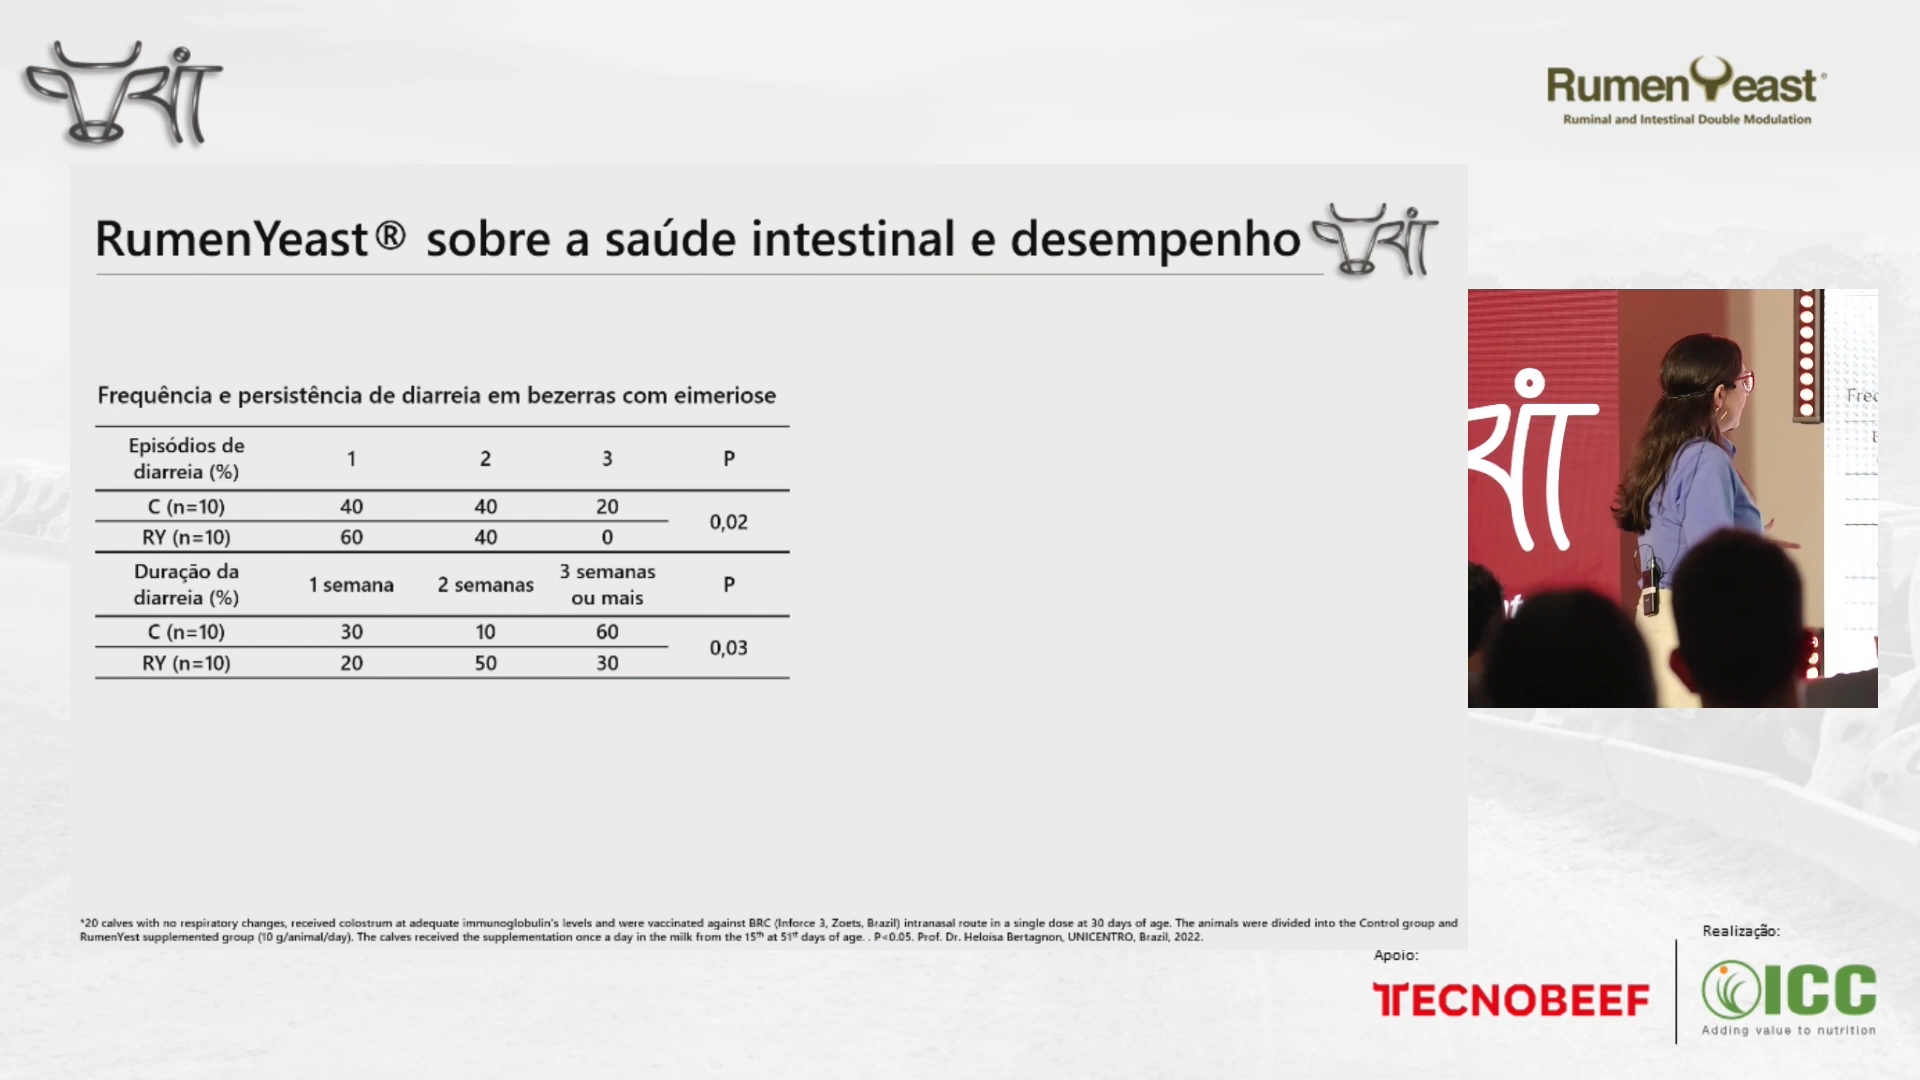 RiT
RumenYeast®
Ruminal and Intestinal Double Modulation
RumenYeast® sobre a saúde intestinal e desempenho
RiT
Frequência e persistência de diarreia em bezerras com eimeriose
Episódios de diarreia (%) 1 2 3 P
C (n=10) 40 40 20 0,02
RY (n=10) 60 40 0
Duração da diarreia (%) 1 semana 2 semanas 3 semanas ou mais P
C (n=10) 30 10 60 0,03
RY (n=10) 20 50 30
RiT
Frec
*20 calves with no respiratory changes, received colostrum at adequate immunoglobulin's levels and were vaccinated against BRC (Inforce 3, Zoets, Brazil) intranasal route in a single dose at 30 days of age. The animals were divided into the Control group and
RumenYest supplemented group (10 g/animal/day). The calves received the supplementation once a day in the milk from the 15th at 51st days of age. . P<0.05. Prof. Dr. Heloísa Bertagnon, UNICENTRO, Brazil, 2022.
Apoio:
TECNOBEEF
Realização:
ICC
Adding value to nutrition